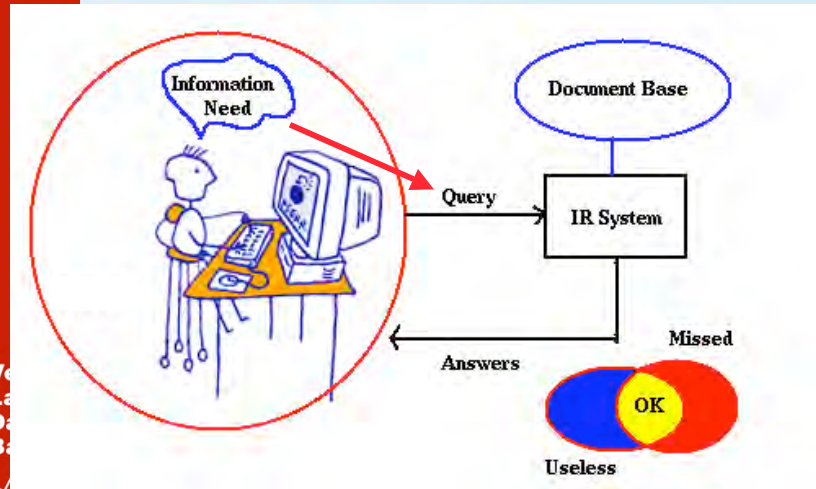 Information
Need
Document Base
Query
IR System
Answers
Missed
OK
Useless